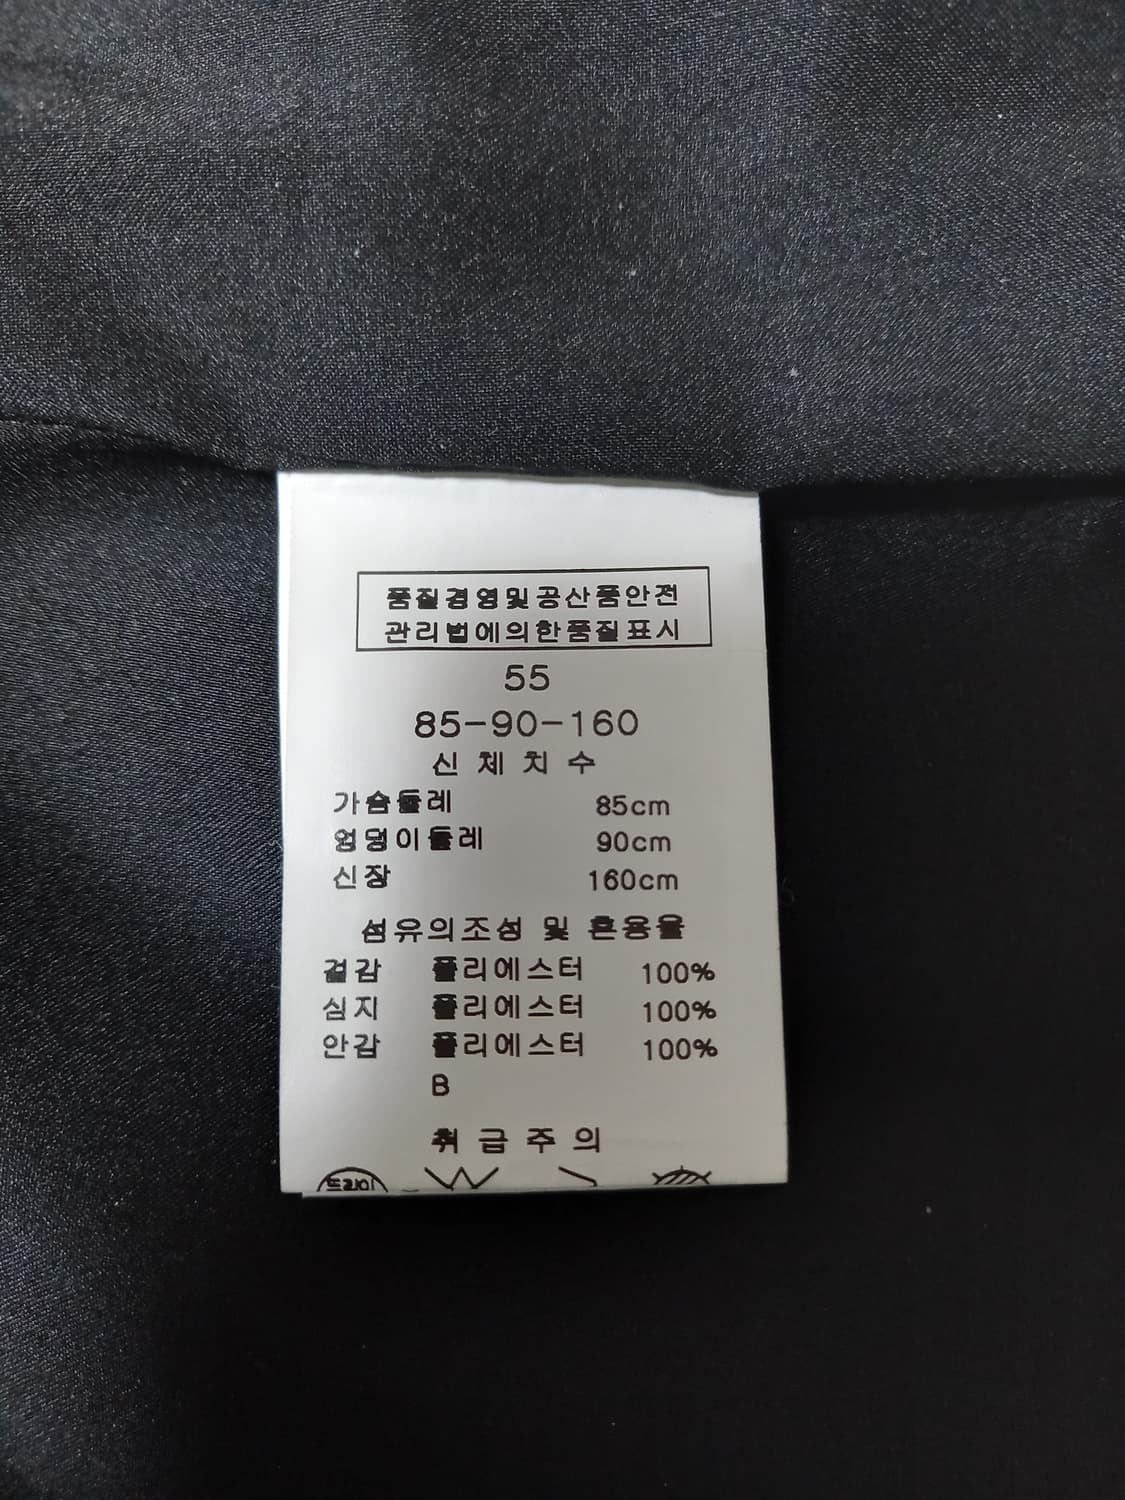 품질경영및공산품안전
관리법에의한품질표시
55
85-90-160
신체치수
가슴둘레 85cm
엉덩이둘레 90cm
신장 160cm
섬유의조성 및 혼용율
겉감 폴리에스터 100%
심지 폴리에스터 100%
안감 폴리에스터 100%
B
취급주의
드라이